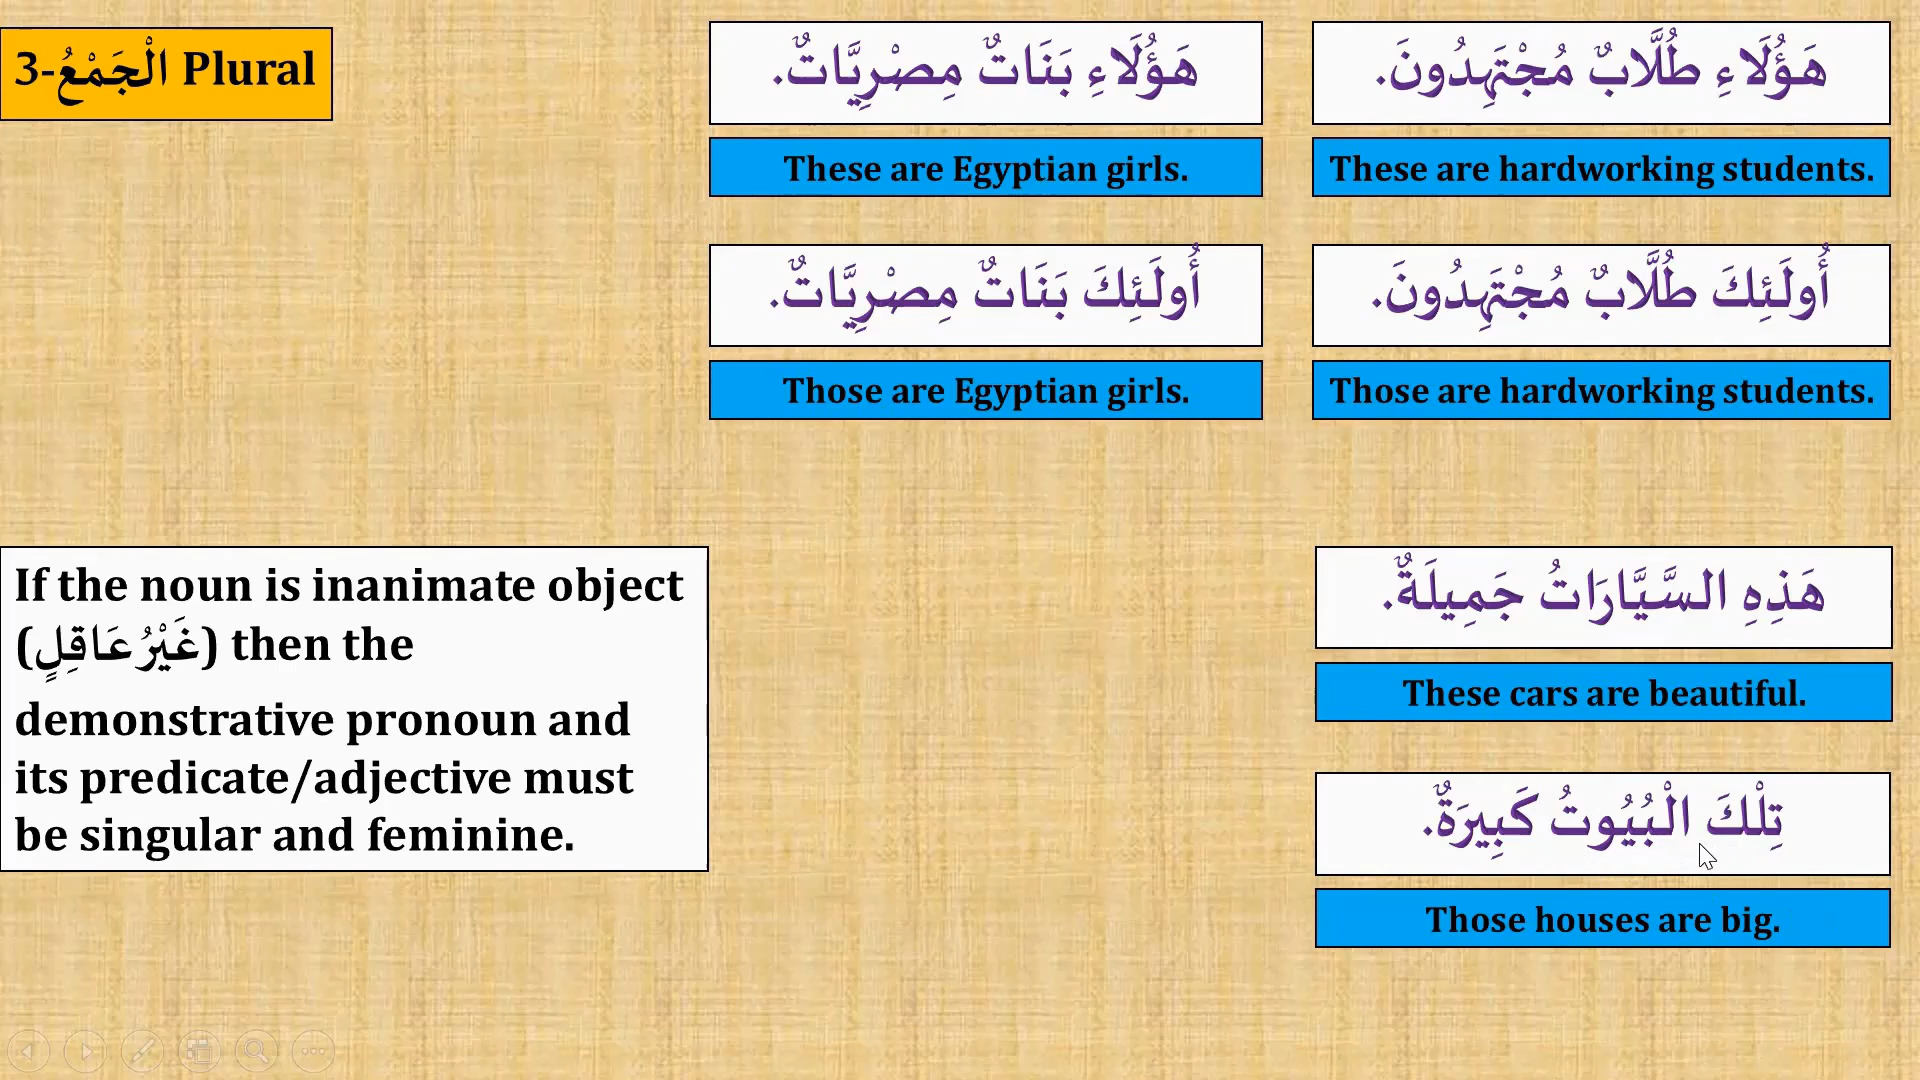 3-الْجَمْعُ Plural
هَؤُلَاءِ طُلَّابٌ مُجْتَهِدُونَ.
These are hardworking students.
هَؤُلَاءِ بَنَاتٌ مِصْرِيَّاتٌ.
These are Egyptian girls.
أُولَئِكَ طُلَّابٌ مُجْتَهِدُونَ.
Those are hardworking students.
أُولَئِكَ بَنَاتٌ مِصْرِيَّاتٌ.
Those are Egyptian girls.
If the noun is inanimate object
(غَيْرُ عَاقِلٍ) then the
demonstrative pronoun and
its predicate/adjective must
be singular and feminine.
هَذِهِ السَّيَّارَاتُ جَمِيلَةٌ.
These cars are beautiful.
تِلْكَ الْبُيُوتُ كَبِيرَةٌ.
Those houses are big.